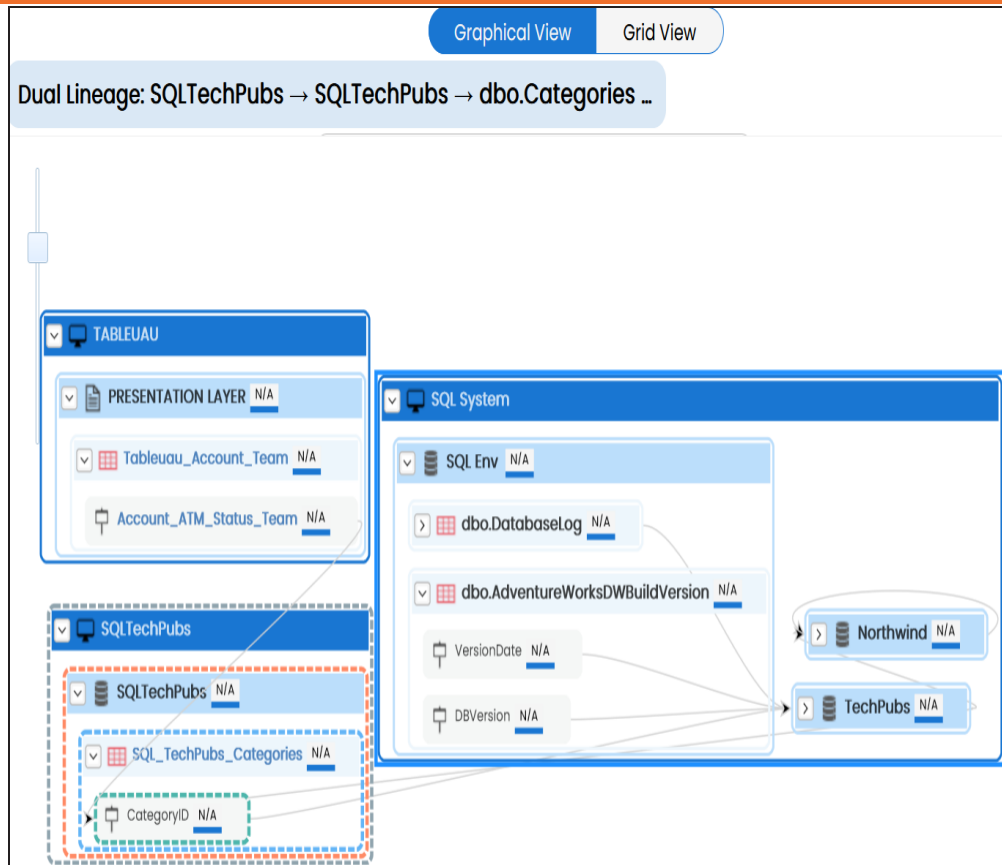 Graphical View
Grid View
Dual Lineage: SQLTechPubs → SQLTechPubs → dbo.Categories ...
TABLEUAU
PRESENTATION LAYER N/A
Tableuau_Account_Team N/A
Account_ATM_Status_Team N/A
SQLTechPubs
SQLTechPubs N/A
SQL_TechPubs_Categories N/A
CategoryID N/A
SQL System
SQL Env N/A
dbo.DatabaseLog N/A
dbo.AdventureWorksDWBuildVersion N/A
VersionDate N/A
DBVersion N/A
Northwind N/A
TechPubs N/A